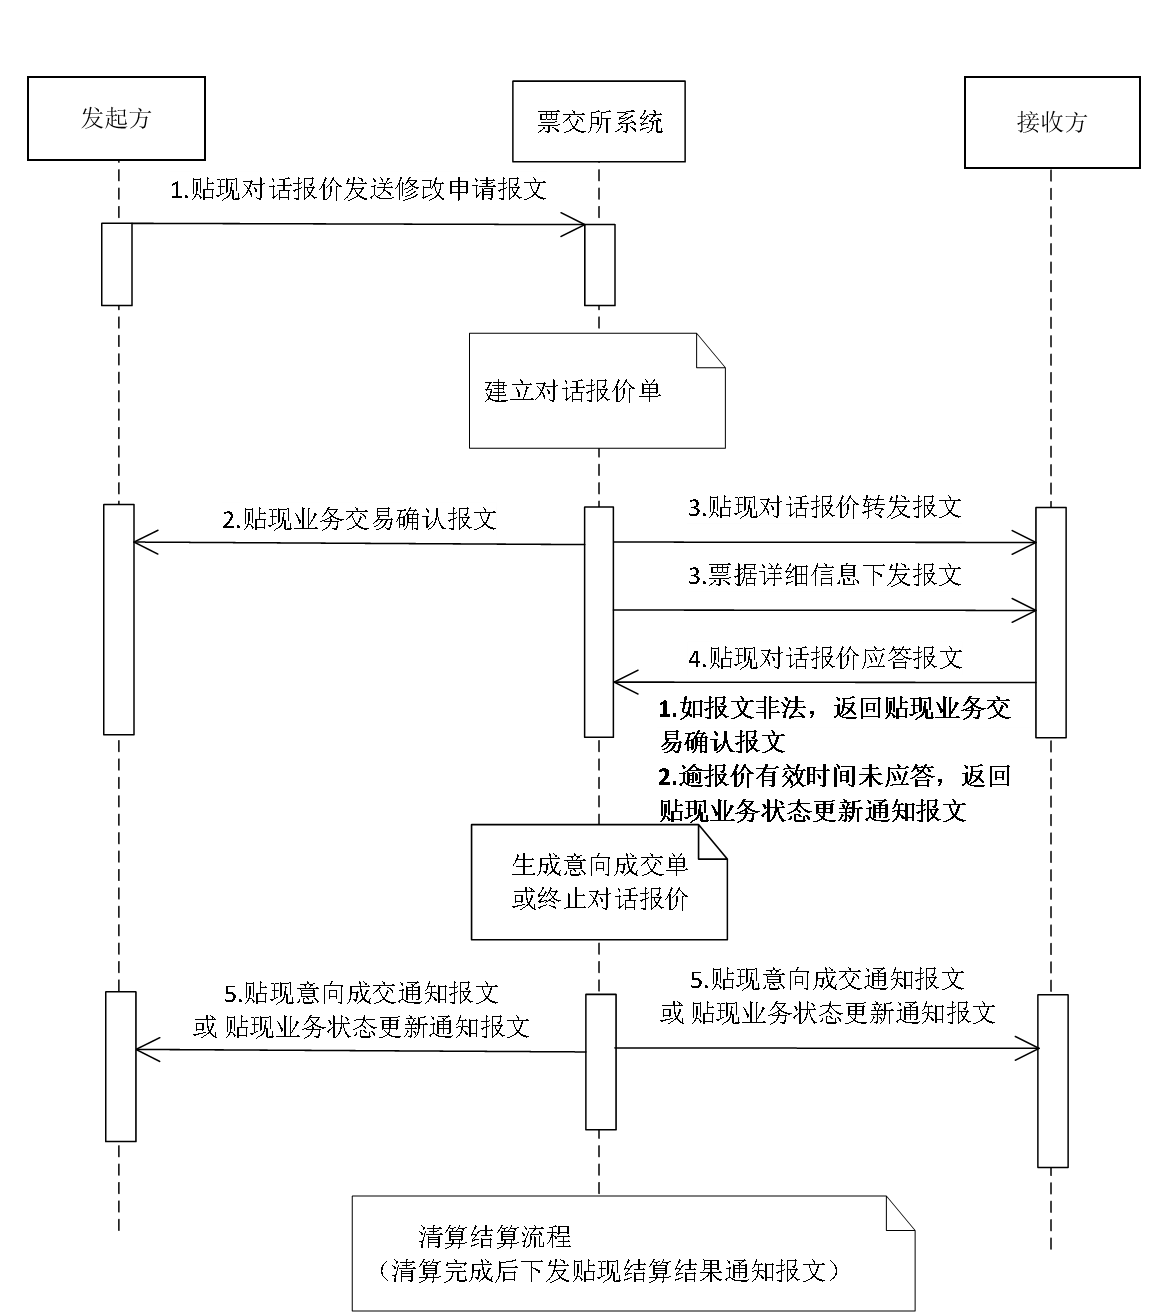 发起方
票交所系统
接收方
1.贴现对话报价发送修改申请报文
建立对话报价单
2.贴现业务交易确认报文
3.贴现对话报价转发报文
3.票据详细信息下发报文
4.贴现对话报价应答报文
1.如报文非法，返回贴现业务交
易确认报文
2.逾报价有效时间未应答，返回
贴现业务状态更新通知报文
生成意向成交单
或终止对话报价
5.贴现意向成交通知报文
或 贴现业务状态更新通知报文
5.贴现意向成交通知报文
或 贴现业务状态更新通知报文
清算结算流程
（清算完成后下发贴现结算结果通知报文）